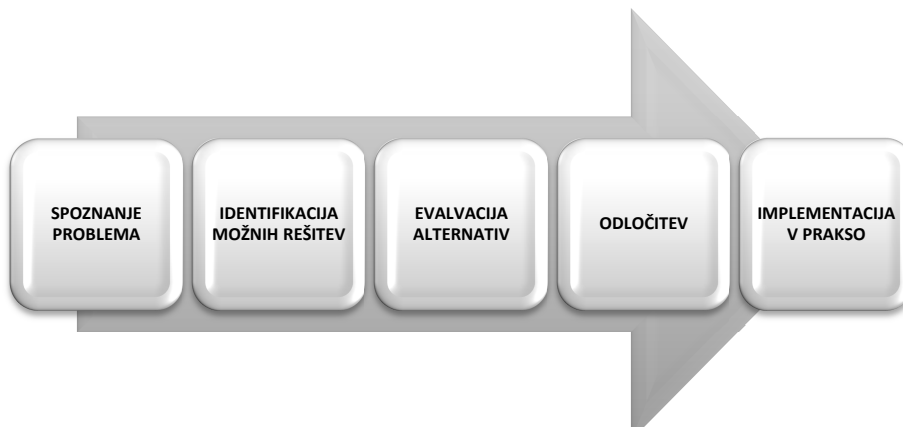 SPOZNANJE
PROBLEMA
IDENTIFIKACIJA
MOŽNIH REŠITEV
EVALVACIJA
ALTERNATIV
ODLOČITEV
IMPLEMENTACIJA
V PRAKSO